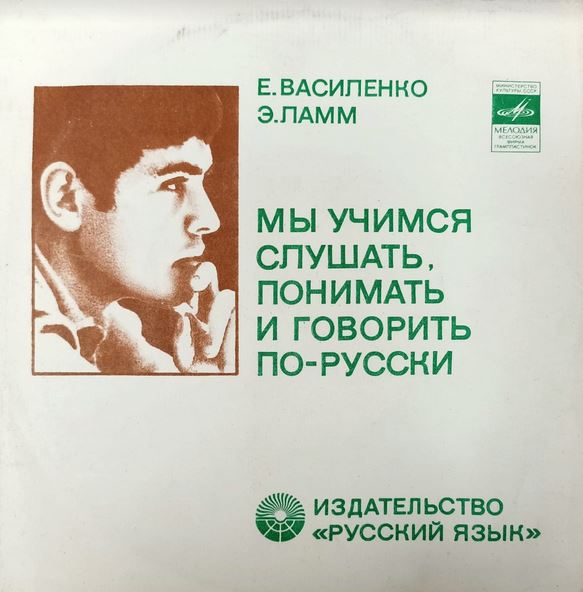 Е. ВАСИЛЕНКО
Э. ЛАММ
МИНИСТЕРСТВО
КУЛЬТУРЫ СССР
МЕЛОДИЯ
ВСЕСОЮЗНАЯ
ФИРМА
ГРАМПЛАСТИНОК
МЫ УЧИМСЯ
СЛУШАТЬ,
ПОНИМАТЬ
И ГОВОРИТЬ
ПО-РУССКИ
ИЗДАТЕЛЬСТВО
«РУССКИЙ ЯЗЫК»